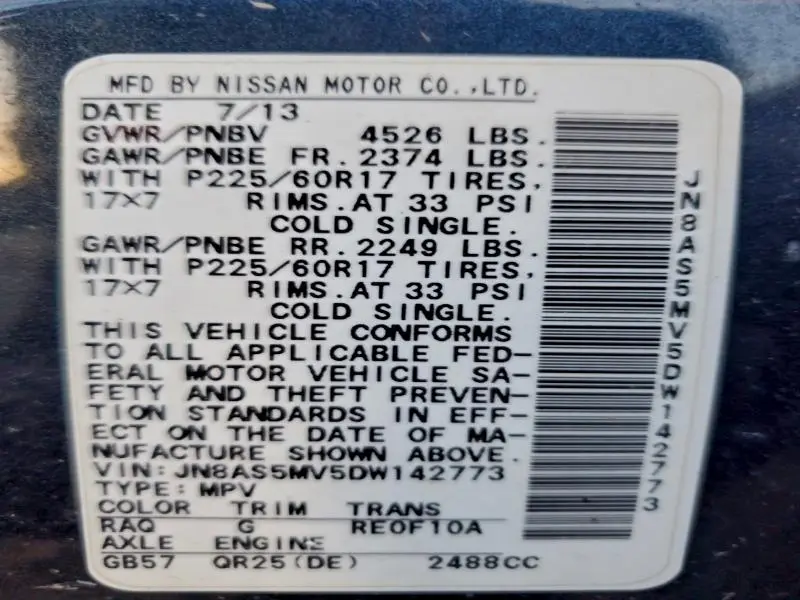 MFD BY NISSAN MOTOR CO.,LTD.
DATE 7/13
GVWR/PNBV 4526 LBS.
GAWR/PNBE FR.2374 LBS.
WITH P225/60R17 TIRES,
17×7 RIMS.AT 33 PSI
COLD SINGLE.
GAWR/PNBE RR.2249 LBS.
WITH P225/60R17 TIRES,
17×7 RIMS.AT 33 PSI
COLD SINGLE.
THIS VEHICLE CONFORMS
TO ALL APPLICABLE FED-
ERAL MOTOR VEHICLE SA-
FETY AND THEFT PREVEN-
TION STANDARDS IN EFF-
ECT ON THE DATE OF MA-
NUFACTURE SHOWN ABOVE.
VIN:JN8AS5MV5DW142773
TYPE:MPV
COLOR TRIM TRANS
RAQ G RE0F10A
AXLE ENGINE
GB57 QR25(DE) 2488CC
JN8AS5MV5DW142773